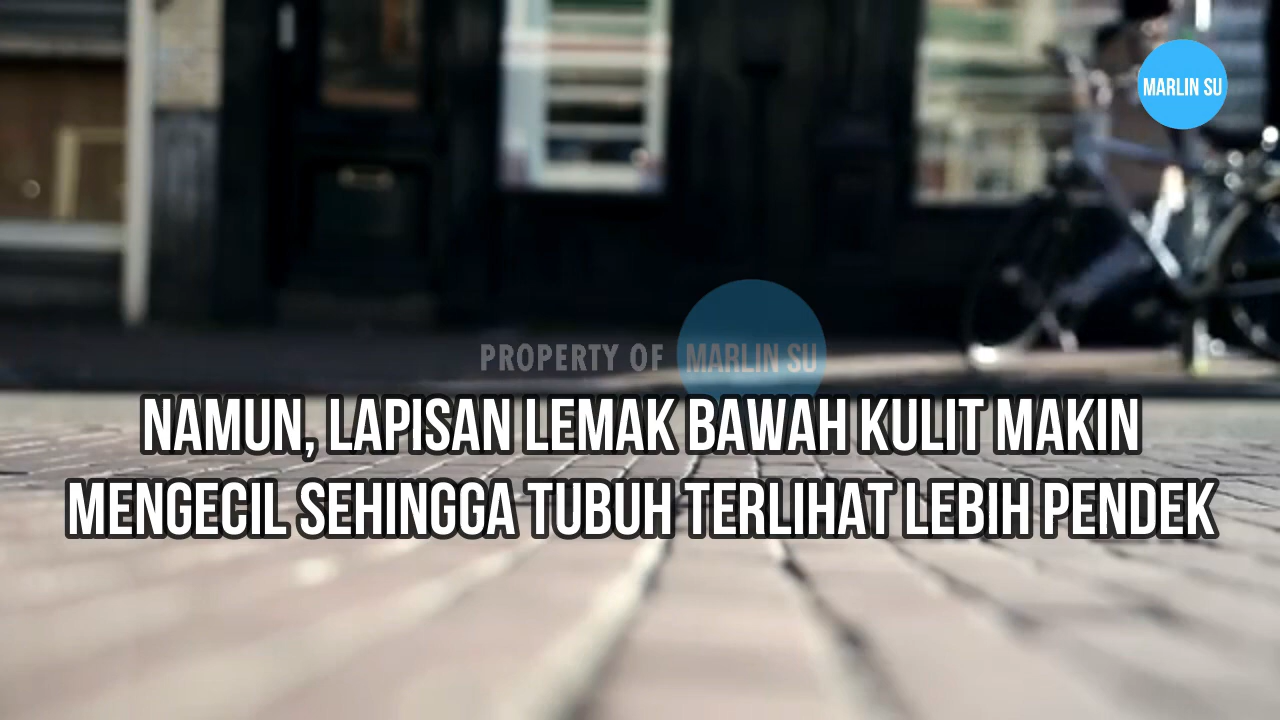 MARLIN SU
PROPERTY OF MARLIN SU
NAMUN, LAPISAN LEMAK BAWAH KULIT MAKIN
MENGECIL SEHINGGA TUBUH TERLIHAT LEBIH PENDEK